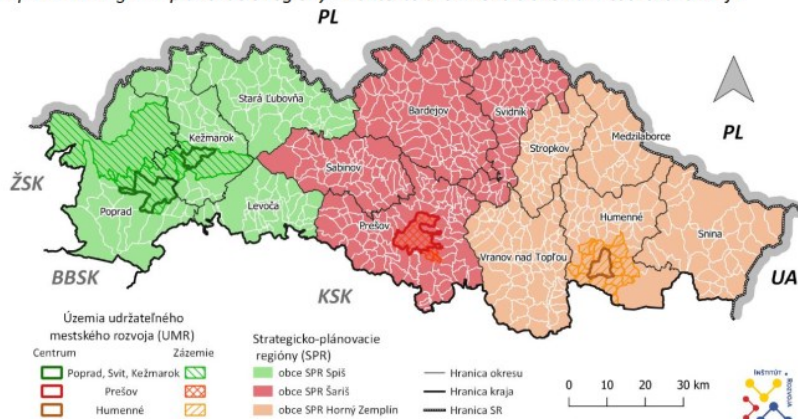 PL
Stará Ľubovňa
Bardejov
Svidník
Kežmarok
Medzilaborce
Stropkov
PL
Sabinov
ŽSK
Poprad
Levoča
Prešov
Humenné
Snina
Vranov nad Topľou
BBSK
KSK
UA
Územia udržateľného
mestského rozvoja (UMR)
Centrum
Zázemie
Poprad, Svit, Kežmarok
Prešov
Humenné
Strategicko-plánovacie
regióny (SPR)
obce SPR Spiš
obce SPR Šariš
obce SPR Horný Zemplín
Hranica okresu
Hranica kraja
Hranica SR
0 10 20 30 km
INŠTITÚT
ROZVOJA